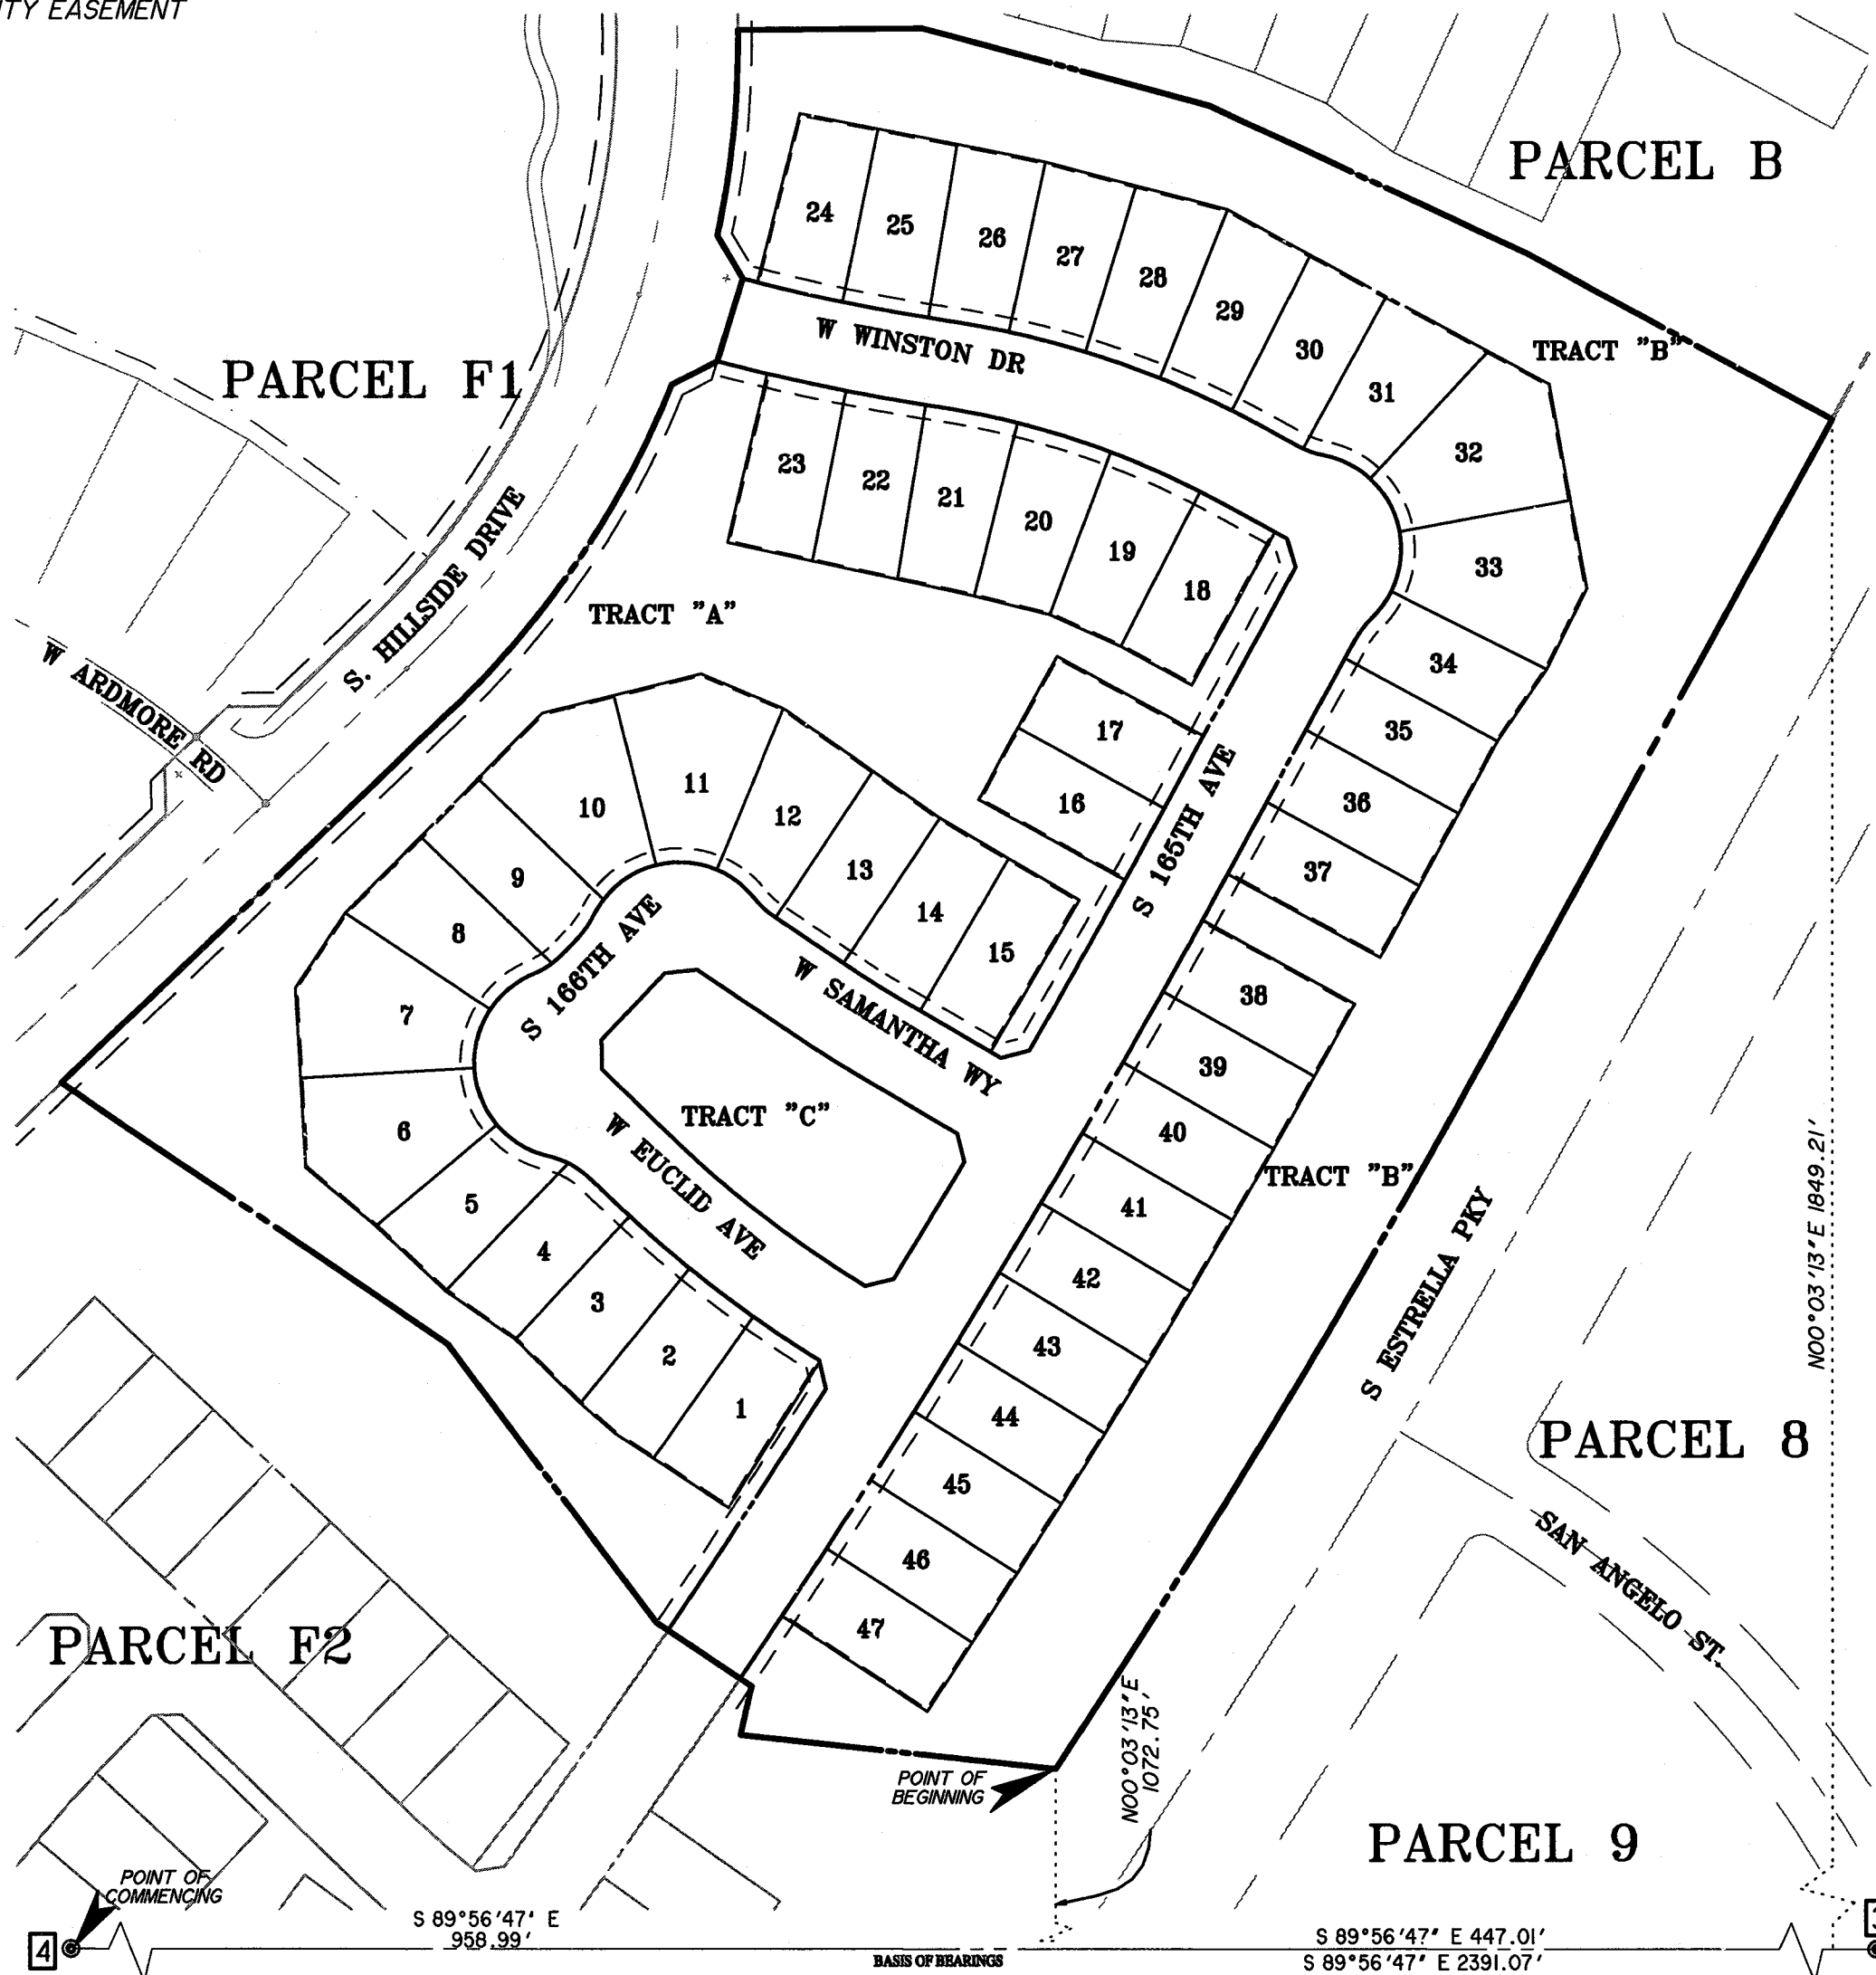 ITY EASEMENT
PARCEL B
24
25
26
27
28
29
30
31
32
33
W WINSTON DR
TRACT "B"
PARCEL F1
23
22
21
20
19
18
S. HILLSIDE DRIVE
TRACT "A"
W ARDMORE RD
34
35
36
37
17
16
S 165TH AVE
11
10
12
9
13
8
14
15
7
S 166TH AVE
W SAMANTHA WY
38
39
40
41
42
43
44
45
46
47
6
TRACT "C"
W EUCLID AVE
TRACT "B"
5
4
3
2
1
S ESTRELLA PKY
N00°03'13"E 1849.21'
PARCEL 8
SAN ANGELO ST.
PARCEL F2
N00°03'13"E
1072.75'
POINT OF
BEGINNING
PARCEL 9
POINT OF
COMMENCING
4
S 89°56'47" E
958.99'
BASIS OF BEARINGS
S 89°56'47" E 447.01'
S 89°56'47" E 2391.07'